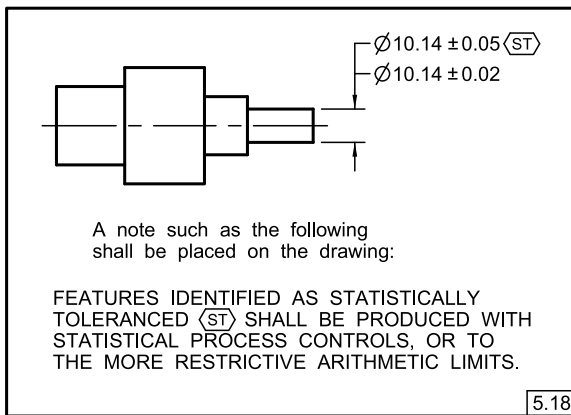 ⌀10.14 ±0.05 ST
⌀10.14 ±0.02
A note such as the following
shall be placed on the drawing:
FEATURES IDENTIFIED AS STATISTICALLY
TOLERANCED ST SHALL BE PRODUCED WITH
STATISTICAL PROCESS CONTROLS, OR TO
THE MORE RESTRICTIVE ARITHMETIC LIMITS.
5.18